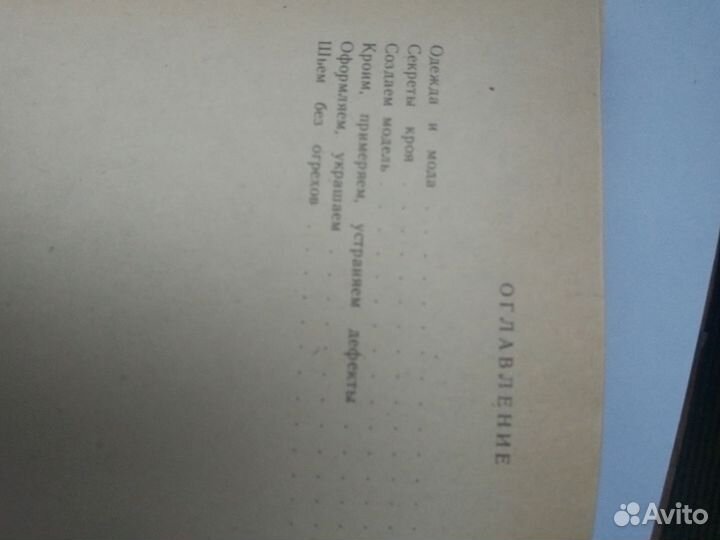 ОГЛАВЛЕНИЕ
Одежда и мода . . . . . . .
Секреты кроя . . . . . . . .
Создаем модель . . . . . . . .
Кроим, примеряем, устраняем дефекты . . . .
Оформляем, украшаем . . . . . . . .
Шьем без огрехов . . . . . . . . .
Avito